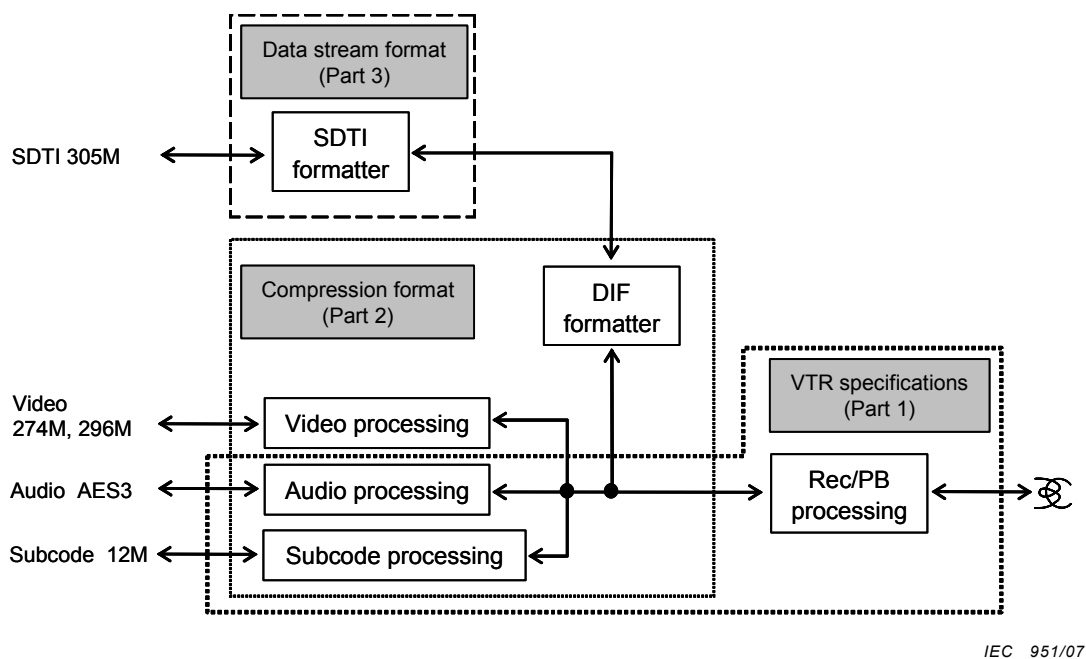 Data stream format
(Part 3)
SDTI
formatter
SDTI 305M
Compression format
(Part 2)
DIF
formatter
VTR specifications
(Part 1)
Video
274M, 296M
Video processing
Audio AES3
Audio processing
Rec/PB
processing
Subcode 12M
Subcode processing
IEC 951/07